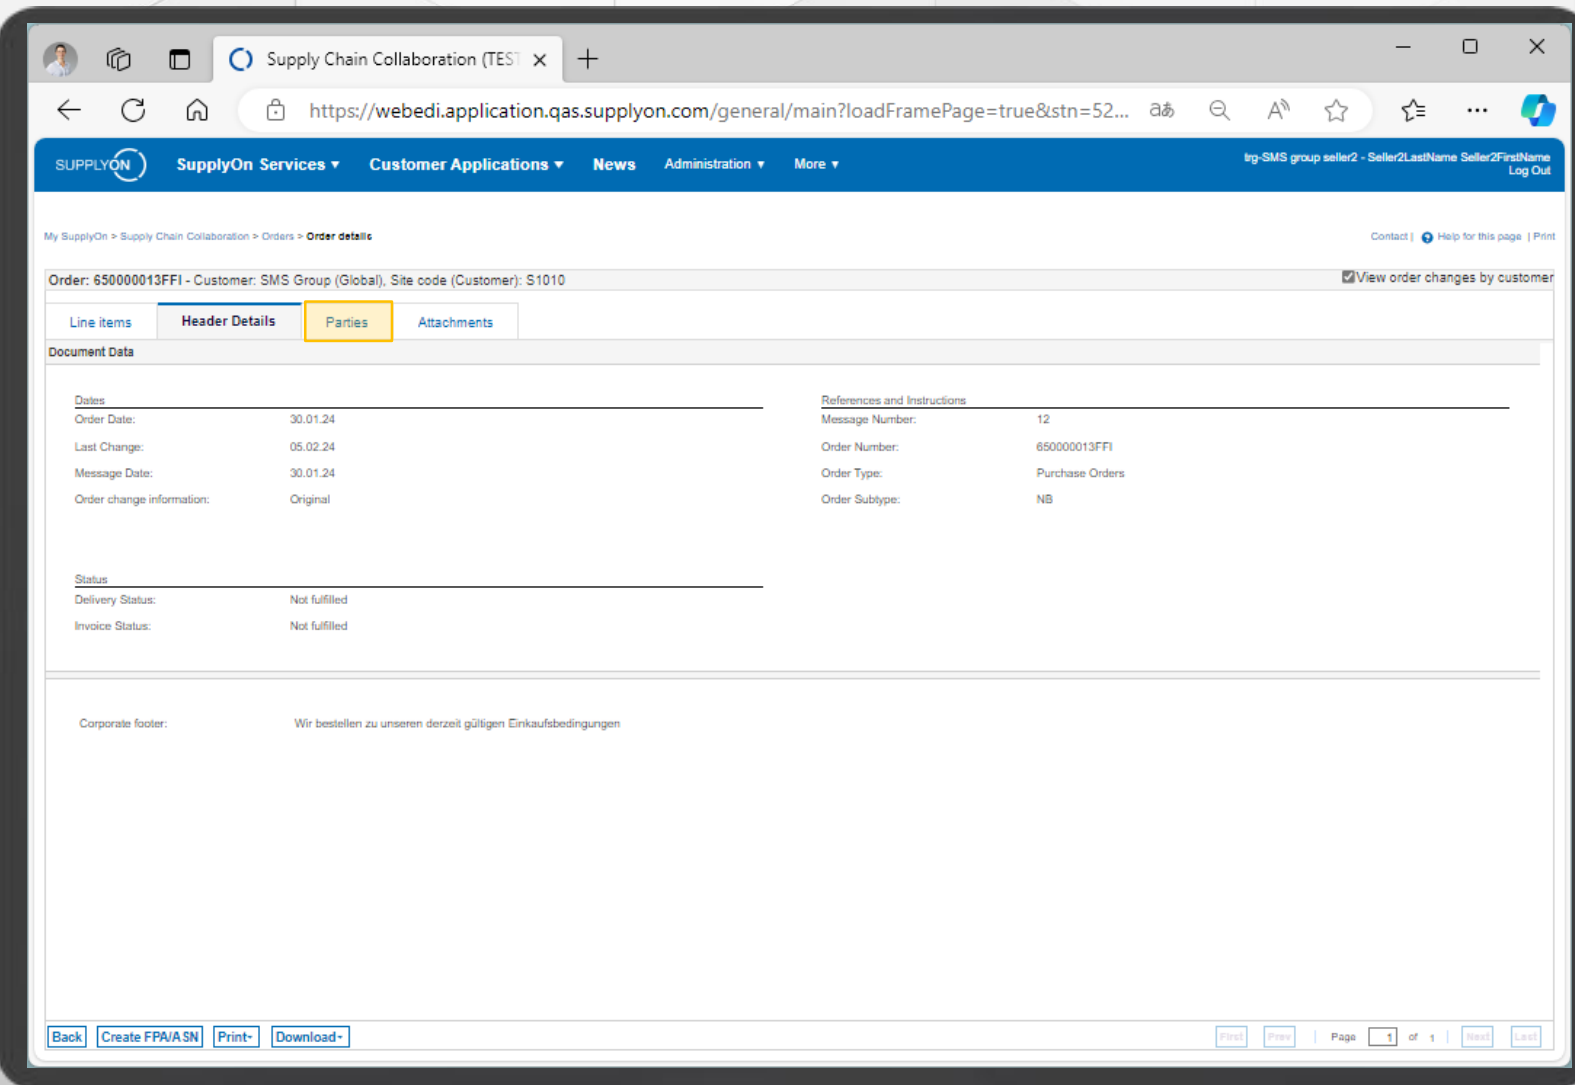 Supply Chain Collaboration (TEST
https://webedi.application.qas.supplyon.com/general/main?loadFramePage=true&stn=52...
SUPPLYON SupplyOn Services Customer Applications News Administration More
trg-SMS group seller2 - Seller2LastName Seller2FirstName
Log Out
My SupplyOn > Supply Chain Collaboration > Orders > Order details Contact | Help for this page | Print
Order: 650000013FFI - Customer: SMS Group (Global), Site code (Customer): S1010 View order changes by customer
Line items Header Details Parties Attachments
Document Data
Dates References and Instructions
Order Date: 30.01.24 Message Number: 12
Last Change: 05.02.24 Order Number: 650000013FFI
Message Date: 30.01.24 Order Type: Purchase Orders
Order change information: Original Order Subtype: NB
Status
Delivery Status: Not fulfilled
Invoice Status: Not fulfilled
Corporate footer: Wir bestellen zu unseren derzeit gültigen Einkaufsbedingungen
Back Create FPA/ASN Print Download First Prev | Page 1 of 1 | Next Last